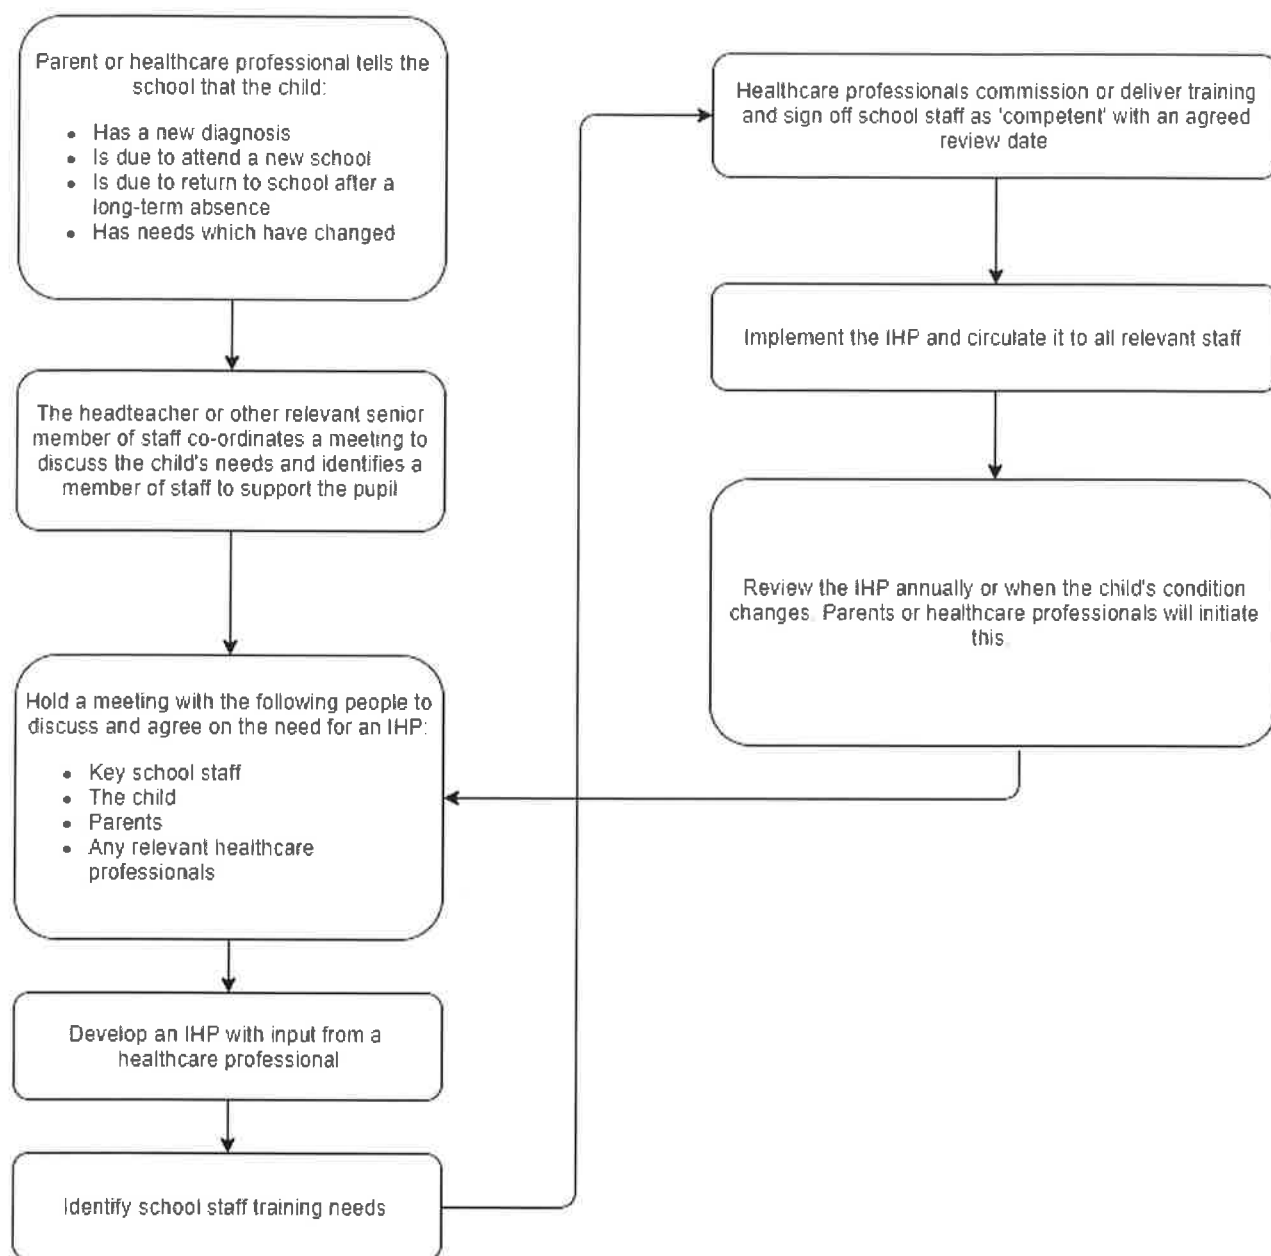 Parent or healthcare professional tells the
school that the child:
• Has a new diagnosis
• Is due to attend a new school
• Is due to return to school after a
long-term absence
• Has needs which have changed
The headteacher or other relevant senior
member of staff co-ordinates a meeting to
discuss the child's needs and identifies a
member of staff to support the pupil
Hold a meeting with the following people to
discuss and agree on the need for an IHP:
• Key school staff
• The child
• Parents
• Any relevant healthcare
professionals
Develop an IHP with input from a
healthcare professional
Identify school staff training needs
Healthcare professionals commission or deliver training
and sign off school staff as 'competent' with an agreed
review date
Implement the IHP and circulate it to all relevant staff
Review the IHP annually or when the child's condition
changes. Parents or healthcare professionals will initiate
this.